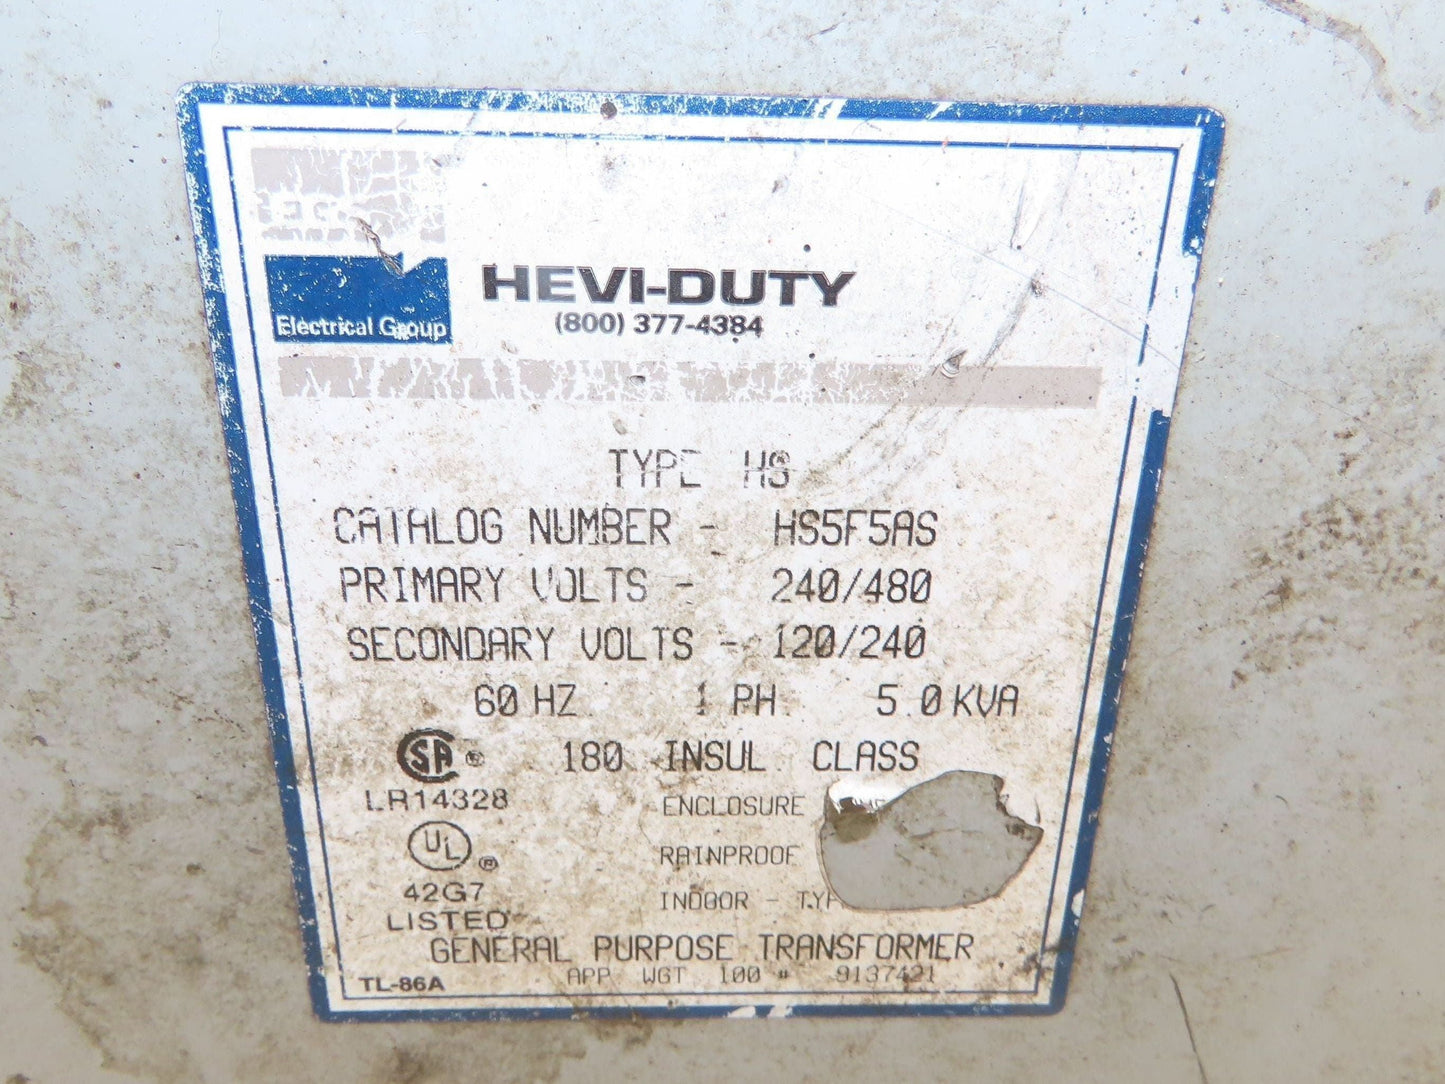 Electrical Group
HEVI-DUTY
(800) 377-4384
TYPE HS
CATALOG NUMBER - HS5F5AS
PRIMARY VOLTS - 240/480
SECONDARY VOLTS - 120/240
60 HZ. 1 PH. 5.0 KVA
SA ® 180 INSUL. CLASS
LR14328
ENCLOSURE
UL ®
RAINPROOF
42G7
INDOOR -
LISTED
GENERAL PURPOSE TRANSFORMER
APP WGT 100 # 9137421
TL-86A